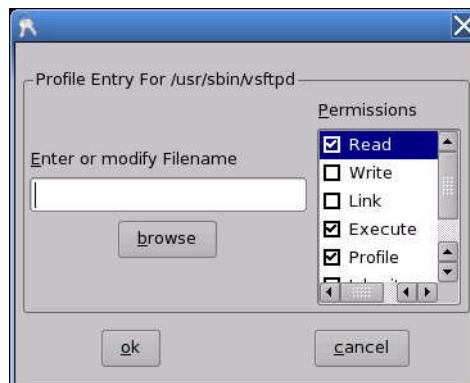 Profile Entry For /usr/sbin/vsftpd
Permissions
Enter or modify Filename
browse
Read
Write
Link
Execute
Profile
ok
cancel